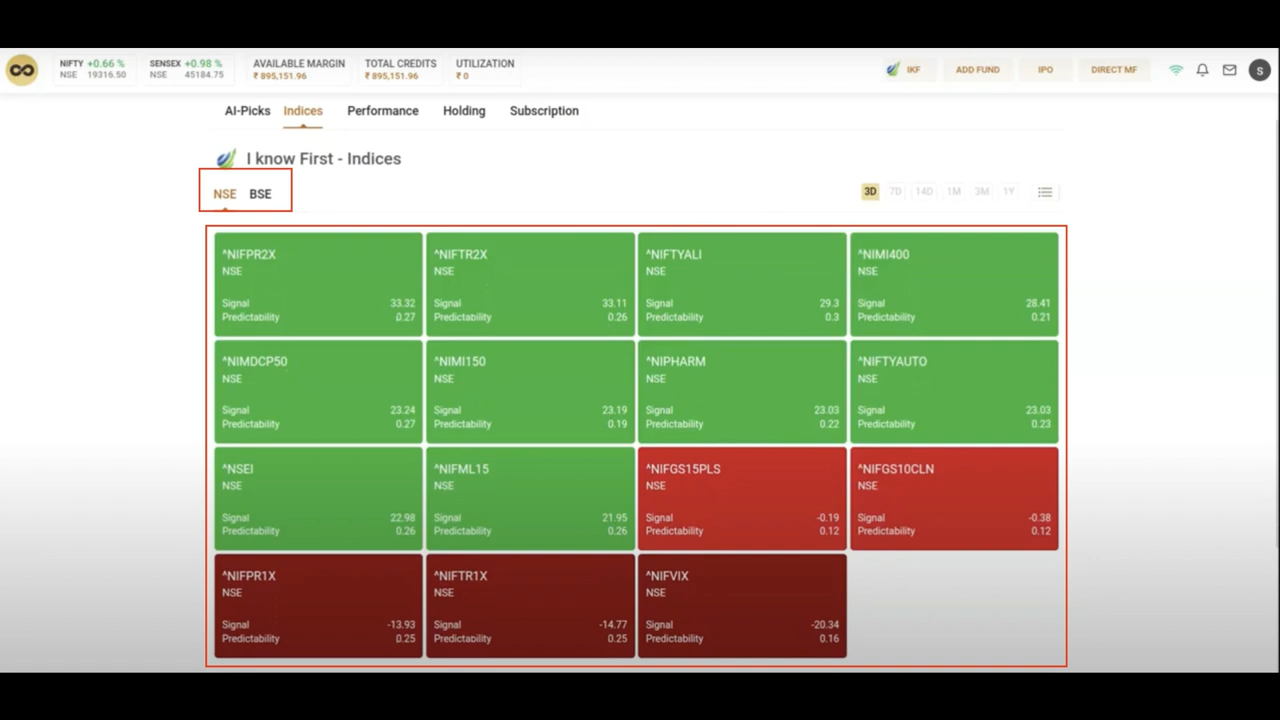 NIFTY +0.66 % SENSEX +0.98 % AVAILABLE MARGIN TOTAL CREDITS UTILIZATION
NSE 19316.50 NSE 45184.75 ₹ 895,151.96 ₹ 895,151.96 ₹ 0
IKF ADD FUND IPO DIRECT MF S
AI-Picks Indices Performance Holding Subscription
I know First - Indices
NSE BSE 3D 7D 14D 1M 3M 1Y
^NIFPR2X ^NIFTR2X ^NIFTYALI ^NIMI400
NSE NSE NSE NSE
Signal 33.32 Signal 33.11 Signal 29.3 Signal 28.41
Predictability 0.27 Predictability 0.26 Predictability 0.3 Predictability 0.21
^NIMDCP50 ^NIMI150 ^NIPHARM ^NIFTYAUTO
NSE NSE NSE NSE
Signal 23.24 Signal 23.19 Signal 23.03 Signal 23.03
Predictability 0.27 Predictability 0.19 Predictability 0.22 Predictability 0.23
^NSEI ^NIFML15 ^NIFGS15PLS ^NIFGS10CLN
NSE NSE NSE NSE
Signal 22.98 Signal 21.95 Signal -0.19 Signal -0.38
Predictability 0.26 Predictability 0.26 Predictability 0.12 Predictability 0.12
^NIFPR1X ^NIFTR1X ^NIFVIX
NSE NSE NSE
Signal -13.93 Signal -14.77 Signal -20.34
Predictability 0.25 Predictability 0.25 Predictability 0.16